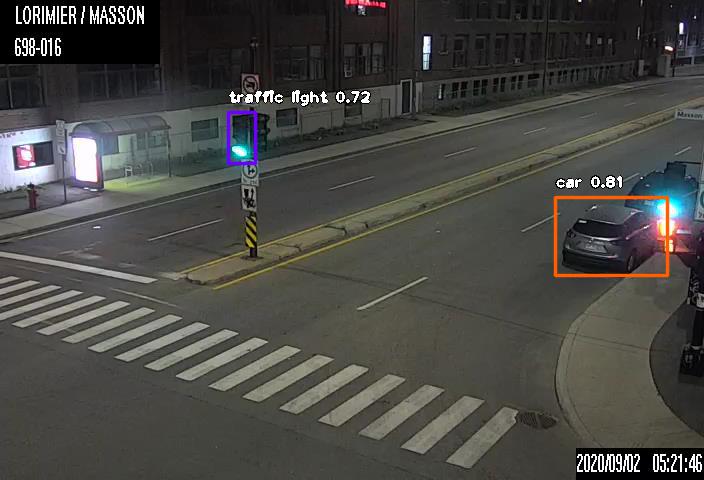 LORIMIER / MASSON
698-016
traffic light 0.72
Masson
car 0.81
2020/09/02 05:21:46